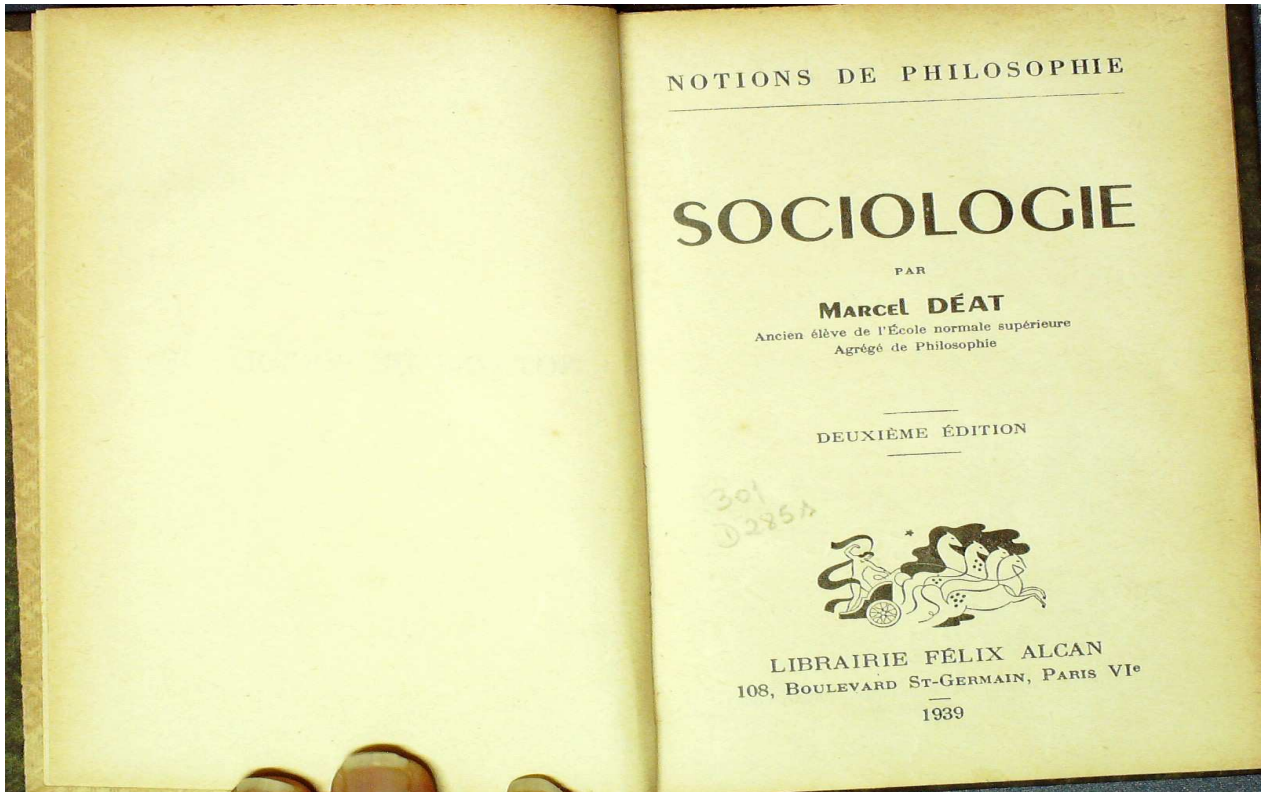 NOTIONS DE PHILOSOPHIE
SOCIOLOGIE
PAR
MARCEL DÉAT
Ancien élève de l'École normale supérieure
Agrégé de Philosophie
DEUXIÈME ÉDITION
301
D285s
LIBRAIRIE FÉLIX ALCAN
108, BOULEVARD ST-GERMAIN, PARIS VIe
1939